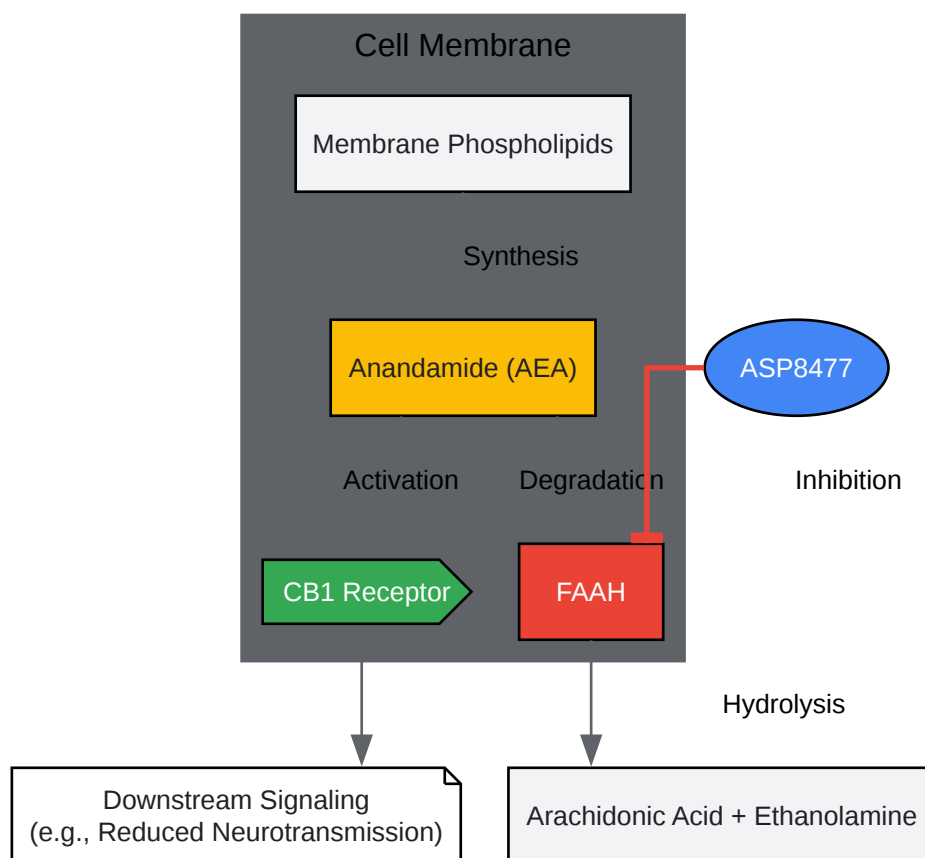 Cell Membrane
Membrane Phospholipids
Synthesis
Anandamide (AEA)
ASP8477
Activation
Degradation
Inhibition
CB1 Receptor
FAAH
Hydrolysis
Downstream Signaling
(e.g., Reduced Neurotransmission)
Arachidonic Acid + Ethanolamine